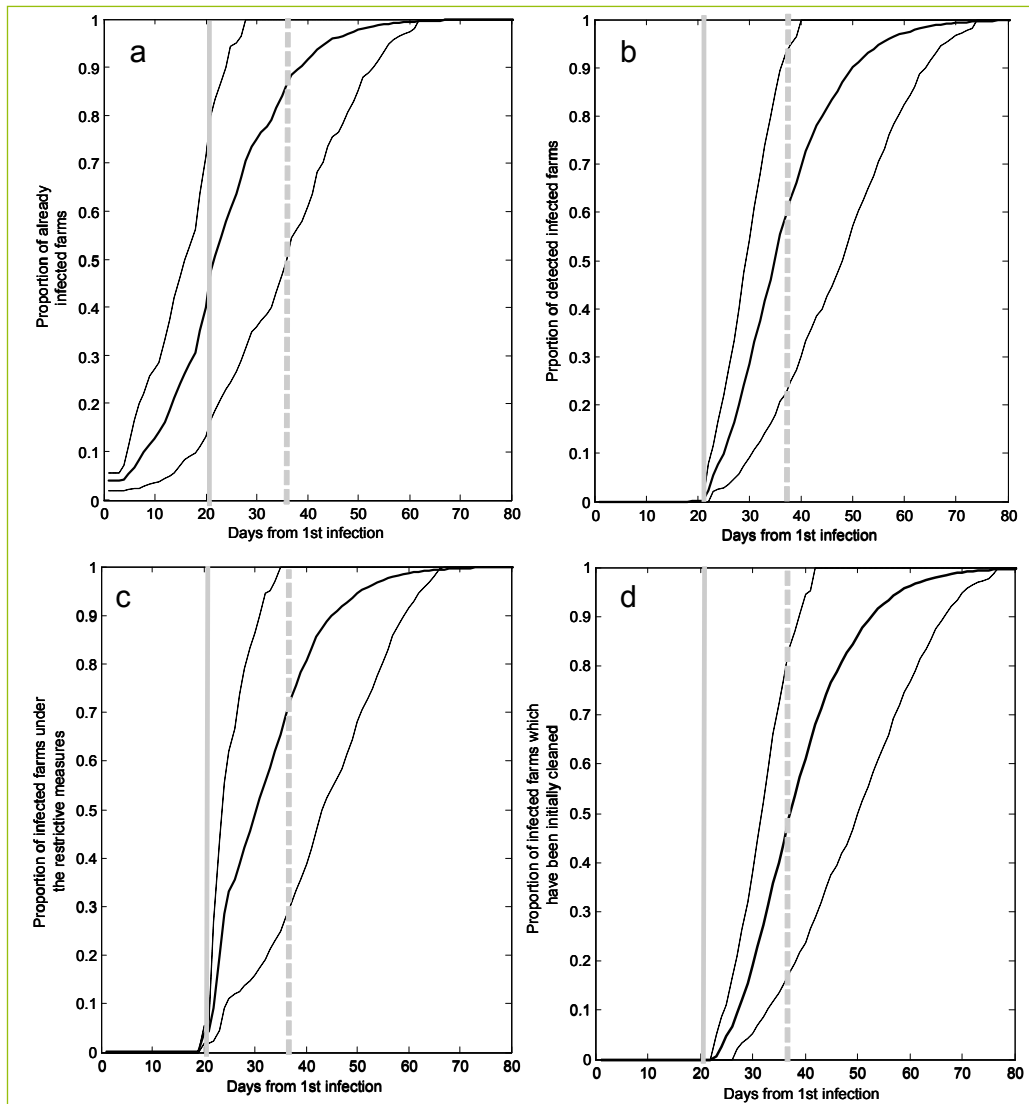 a
1
0.9
0.8
0.7
0.6
0.5
0.4
0.3
0.2
0.1
0
Proportion of already
infected farms
0 10 20 30 40 50 60 70 80
Days from 1st infection
b
1
0.9
0.8
0.7
0.6
0.5
0.4
0.3
0.2
0.1
0
Prportion of detected infected farms
0 10 20 30 40 50 60 70 80
Days from 1st infection
c
1
0.9
0.8
0.7
0.6
0.5
0.4
0.3
0.2
0.1
0
Proportion of infected farms under
the restrictive measures
0 10 20 30 40 50 60 70 80
Days from 1st infection
d
1
0.9
0.8
0.7
0.6
0.5
0.4
0.3
0.2
0.1
0
Proportion of infected farms which
have been initially cleaned
0 10 20 30 40 50 60 70 80
Days from 1st infection